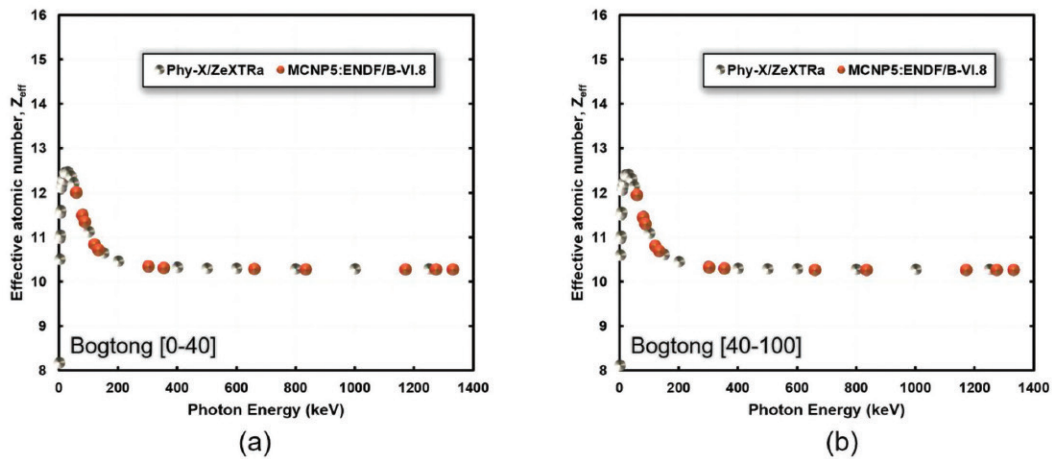 16
15
14
13
12
11
10
9
8
Effective atomic number, Zeff
Phy-X/ZeXTRa MCNP5:ENDF/B-VI.8
Bogtong [0-40]
0 200 400 600 800 1000 1200 1400
Photon Energy (keV)
(a)
16
15
14
13
12
11
10
9
8
Effective atomic number, Zeff
Phy-X/ZeXTRa MCNP5:ENDF/B-VI.8
Bogtong [40-100]
0 200 400 600 800 1000 1200 1400
Photon Energy (keV)
(b)